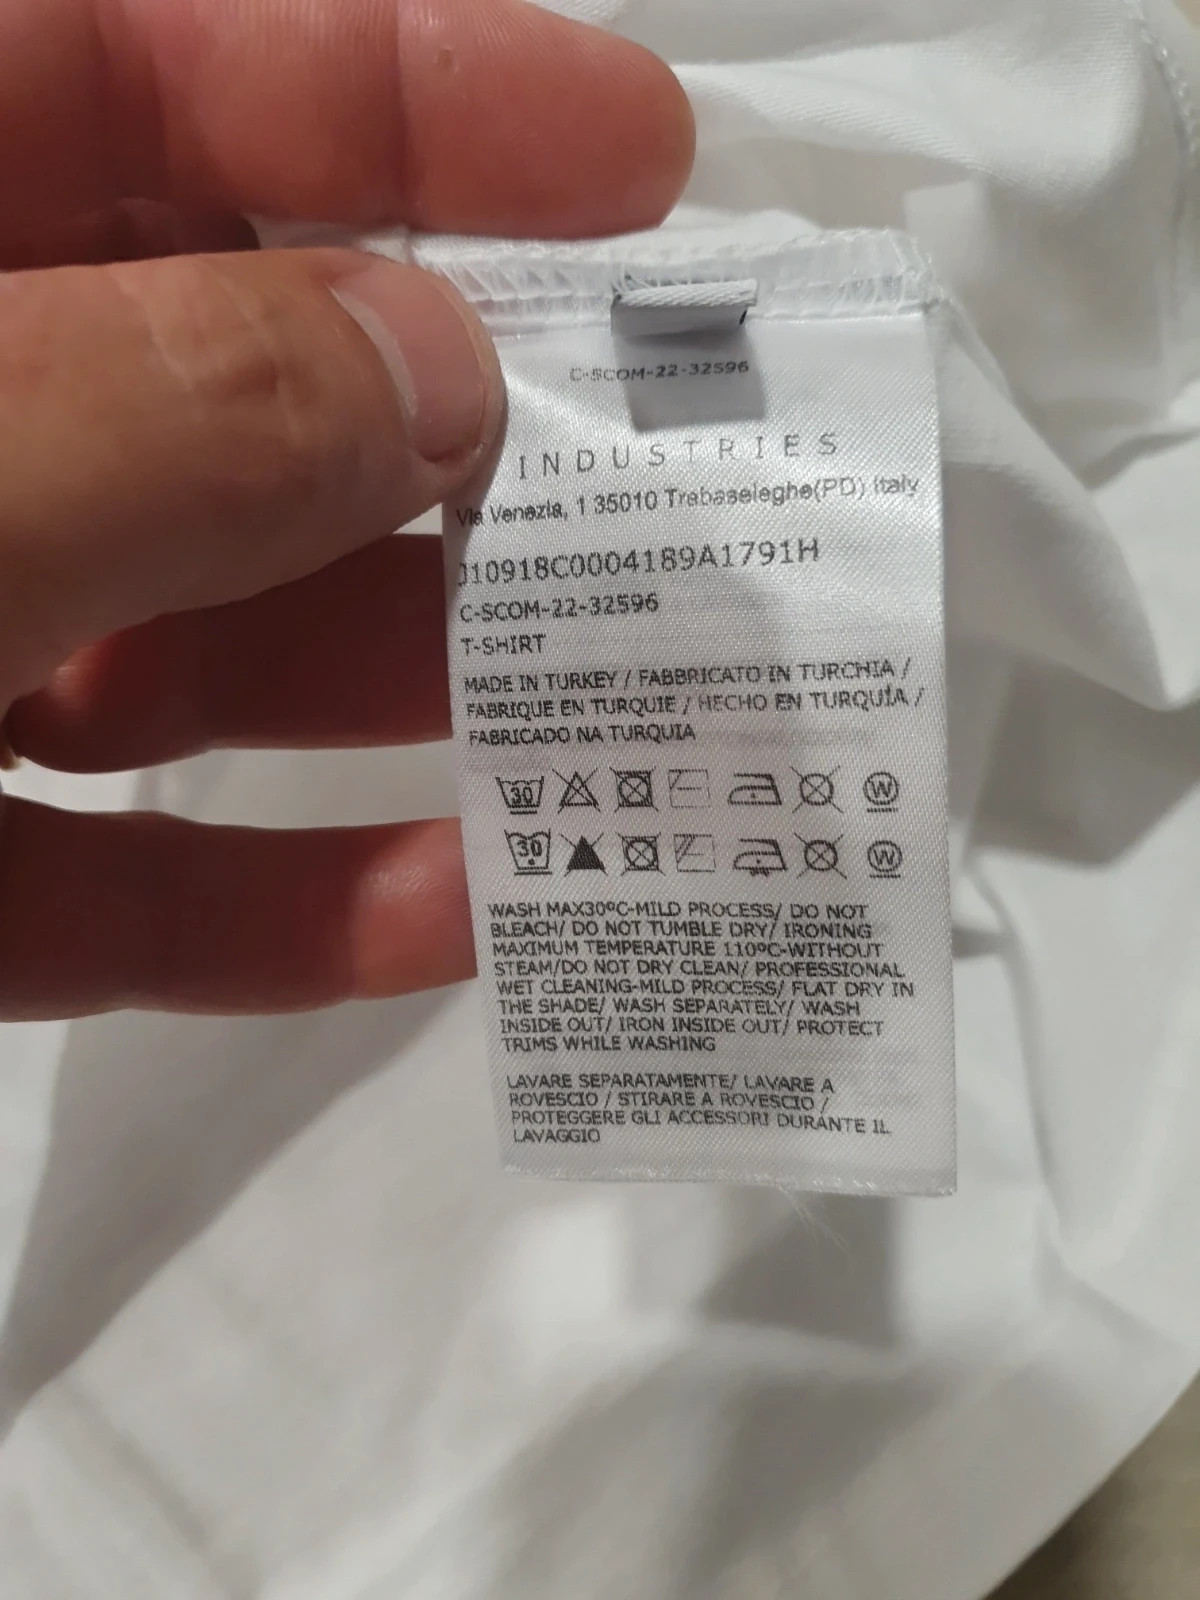 C-SCOM-22-32596
INDUSTRIES
Via Venezia, 1 35010 Trebaseleghe(PD) Italy
J10918C0004189A1791H
C-SCOM-22-32596
T-SHIRT
MADE IN TURKEY / FABBRICATO IN TURCHIA /
FABRIQUE EN TURQUIE / HECHO EN TURQUÍA /
FABRICADO NA TURQUIA
30 W
30 W
WASH MAX30ºC-MILD PROCESS/ DO NOT
BLEACH/ DO NOT TUMBLE DRY/ IRONING
MAXIMUM TEMPERATURE 110ºC-WITHOUT
STEAM/DO NOT DRY CLEAN/ PROFESSIONAL
WET CLEANING-MILD PROCESS/ FLAT DRY IN
THE SHADE/ WASH SEPARATELY/ WASH
INSIDE OUT/ IRON INSIDE OUT/ PROTECT
TRIMS WHILE WASHING
LAVARE SEPARATAMENTE/ LAVARE A
ROVESCIO / STIRARE A ROVESCIO /
PROTEGGERE GLI ACCESSORI DURANTE IL
LAVAGGIO